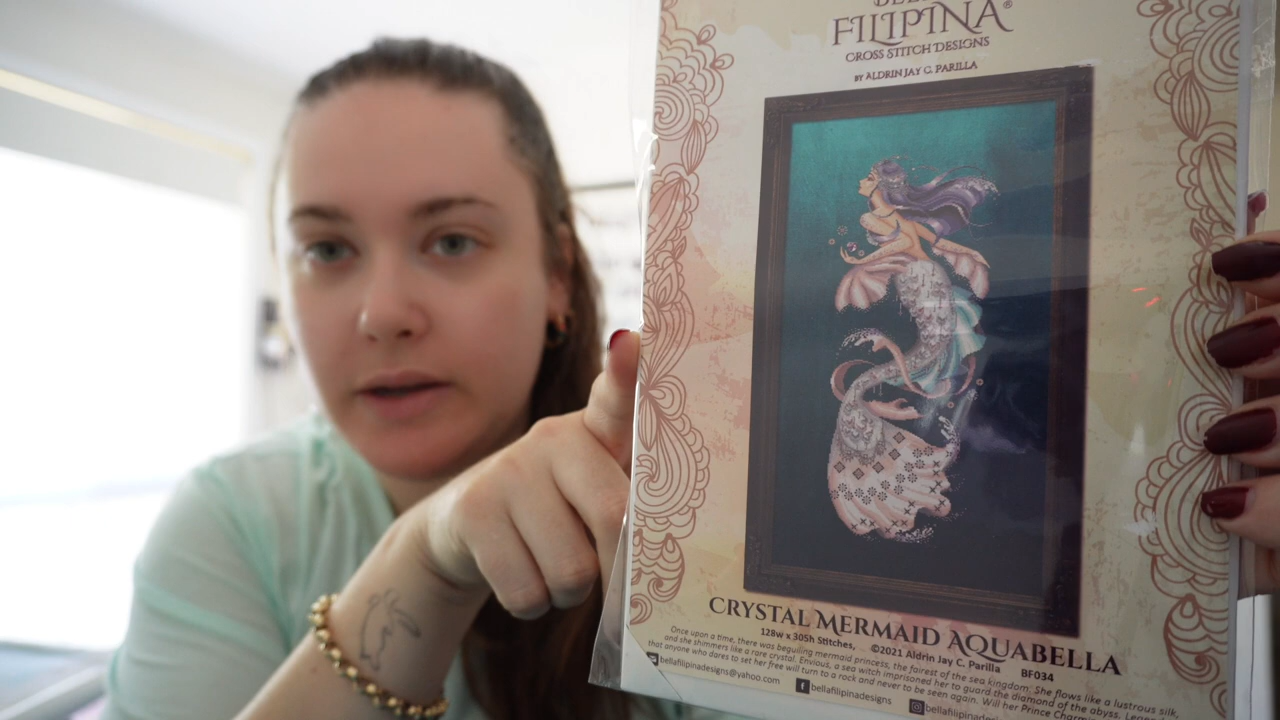 FILIPINA®
CROSS STITCH DESIGNS
BY ALDRIN JAY C. PARILLA
CRYSTAL MERMAID AQUABELLA
128w x 305h Stitches, ©2021 Aldrin Jay C. Parilla BF034
Once upon a time, there was beguiling mermaid princess, the fairest of the sea kingdom. She flows like a lustrous silk,
and she shimmers like a rare crystal. Envious, a sea witch imprisoned her to guard the diamond of the abyss.
that anyone who dares to set her free will turn to a rock and never to be seen again. Will her Prince
bellafilipinadesigns@yahoo.com bellafilipinadesigns